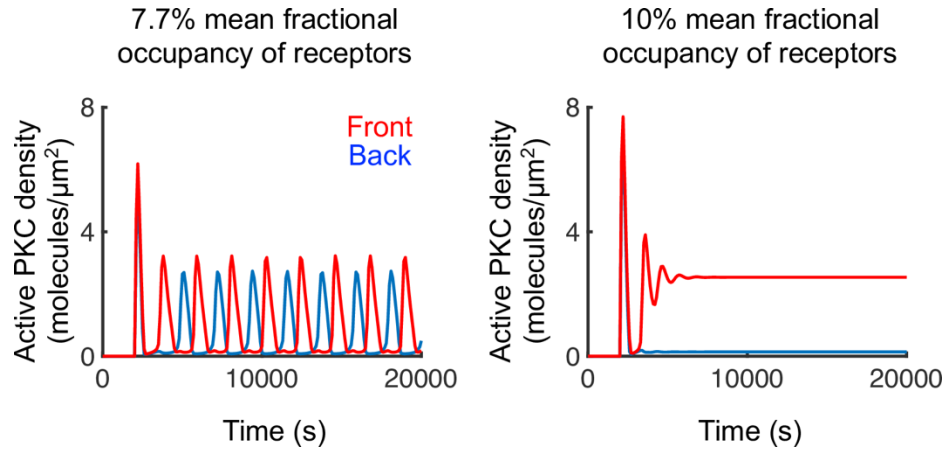 7.7% mean fractional
occupancy of receptors
Active PKC density
(molecules/μm²)
8
4
0
Front
Back
0
10000
20000
Time (s)
10% mean fractional
occupancy of receptors
Active PKC density
(molecules/μm²)
8
4
0
0
10000
20000
Time (s)